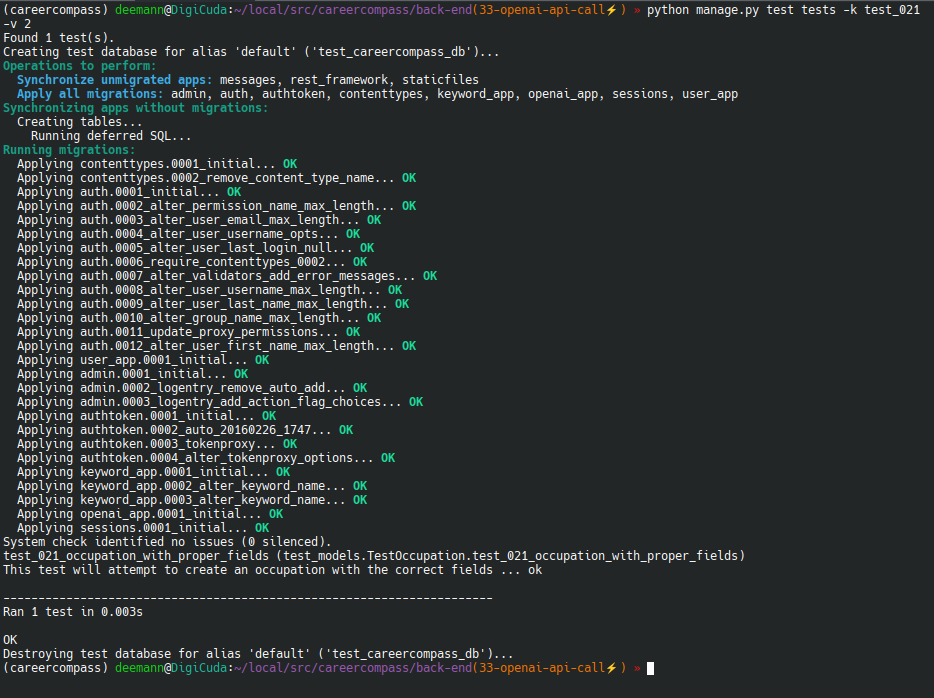 (careercompass) deemann@DigiCuda:~/local/src/careercompass/back-end(33-openai-api-call⚡) » python manage.py test tests -k test_021
-v 2
Found 1 test(s).
Creating test database for alias 'default' ('test_careercompass_db')...
Operations to perform:
  Synchronize unmigrated apps: messages, rest_framework, staticfiles
  Apply all migrations: admin, auth, authtoken, contenttypes, keyword_app, openai_app, sessions, user_app
Synchronizing apps without migrations:
  Creating tables...
    Running deferred SQL...
Running migrations:
  Applying contenttypes.0001_initial... OK
  Applying contenttypes.0002_remove_content_type_name... OK
  Applying auth.0001_initial... OK
  Applying auth.0002_alter_permission_name_max_length... OK
  Applying auth.0003_alter_user_email_max_length... OK
  Applying auth.0004_alter_user_username_opts... OK
  Applying auth.0005_alter_user_last_login_null... OK
  Applying auth.0006_require_contenttypes_0002... OK
  Applying auth.0007_alter_validators_add_error_messages... OK
  Applying auth.0008_alter_user_username_max_length... OK
  Applying auth.0009_alter_user_last_name_max_length... OK
  Applying auth.0010_alter_group_name_max_length... OK
  Applying auth.0011_update_proxy_permissions... OK
  Applying auth.0012_alter_user_first_name_max_length... OK
  Applying user_app.0001_initial... OK
  Applying admin.0001_initial... OK
  Applying admin.0002_logentry_remove_auto_add... OK
  Applying admin.0003_logentry_add_action_flag_choices... OK
  Applying authtoken.0001_initial... OK
  Applying authtoken.0002_auto_20160226_1747... OK
  Applying authtoken.0003_tokenproxy... OK
  Applying authtoken.0004_alter_tokenproxy_options... OK
  Applying keyword_app.0001_initial... OK
  Applying keyword_app.0002_alter_keyword_name... OK
  Applying keyword_app.0003_alter_keyword_name... OK
  Applying openai_app.0001_initial... OK
  Applying sessions.0001_initial... OK
System check identified no issues (0 silenced).
test_021_occupation_with_proper_fields (test_models.TestOccupation.test_021_occupation_with_proper_fields)
This test will attempt to create an occupation with the correct fields ... ok

----------------------------------------------------------------------
Ran 1 test in 0.003s

OK
Destroying test database for alias 'default' ('test_careercompass_db')...
(careercompass) deemann@DigiCuda:~/local/src/careercompass/back-end(33-openai-api-call⚡) »